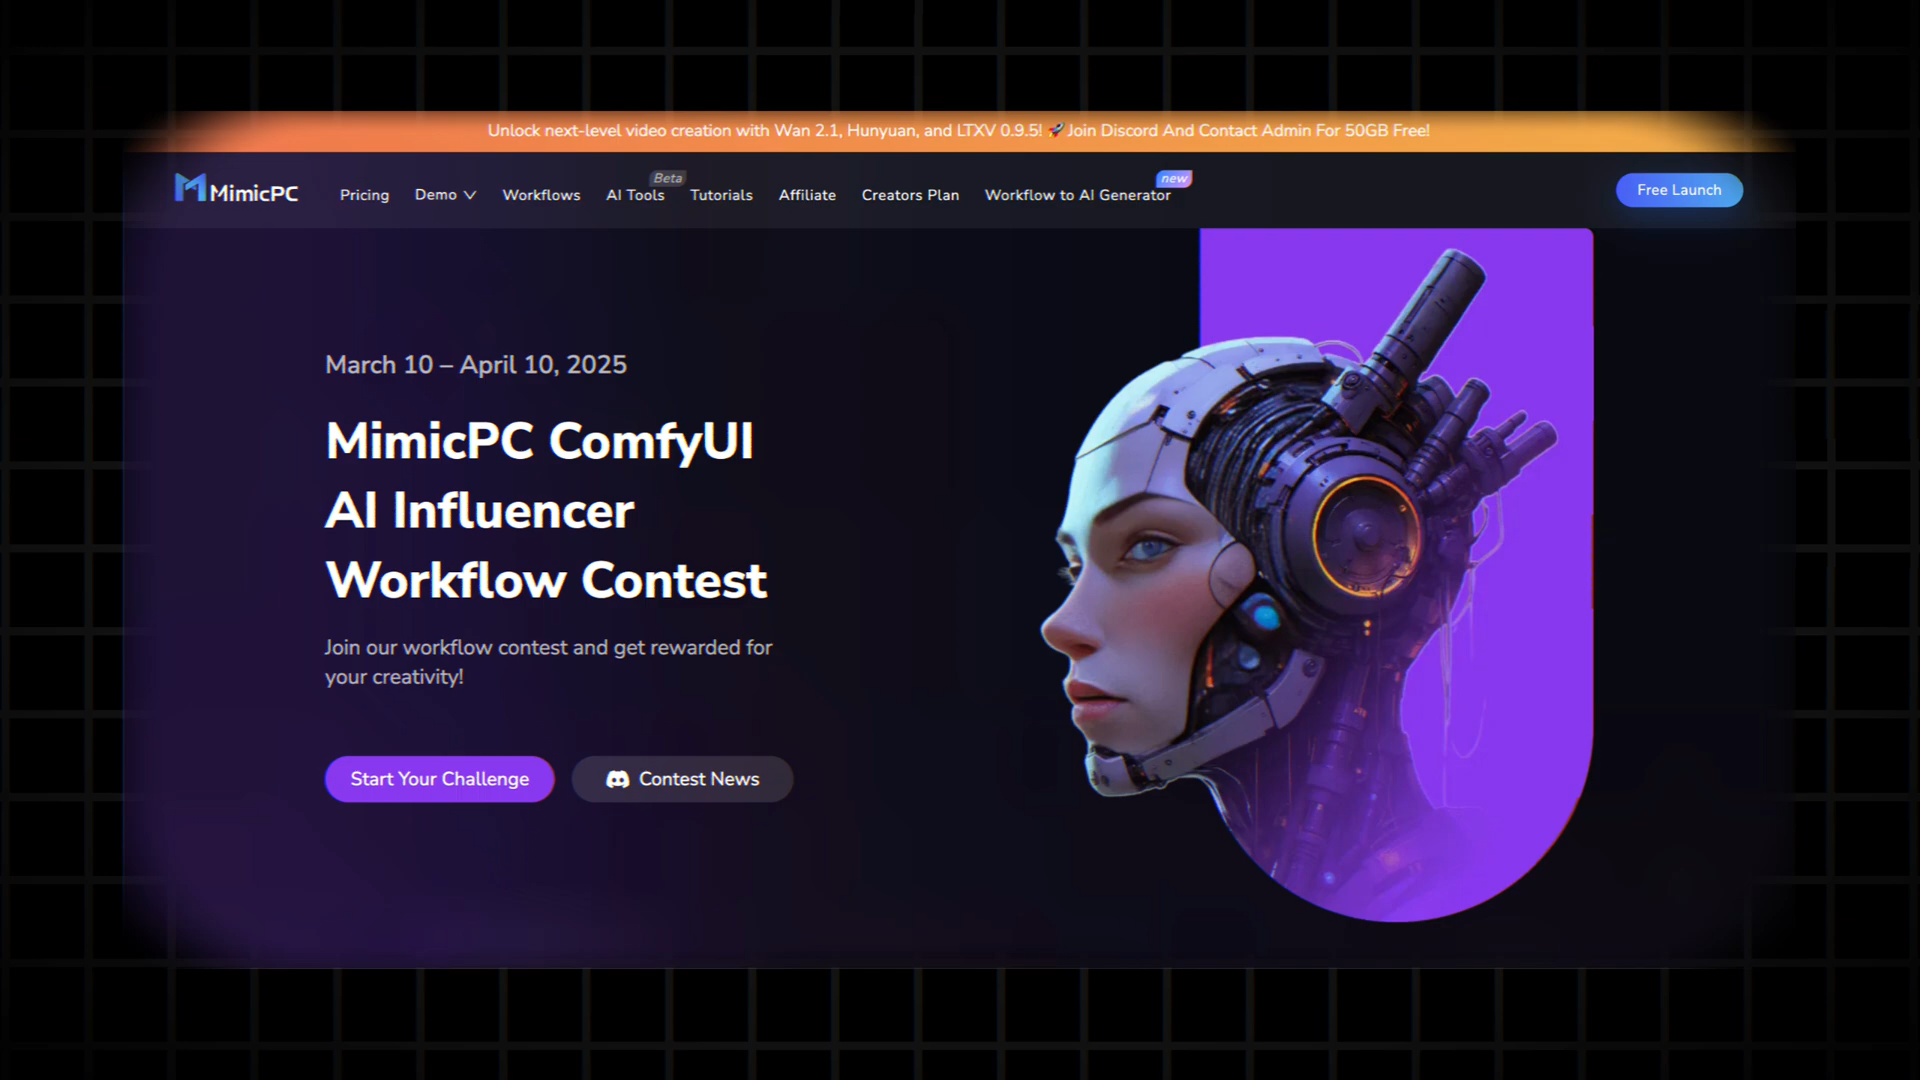 Unlock next-level video creation with Wan 2.1, Hunyuan, and LTXV 0.9.5! 🚀Join Discord And Contact Admin For 50GB Free!
MimicPC
Pricing
Demo
Workflows
AI Tools
Beta
Tutorials
Affiliate
Creators Plan
Workflow to AI Generator
new
Free Launch
March 10 – April 10, 2025
MimicPC ComfyUI
AI Influencer
Workflow Contest
Join our workflow contest and get rewarded for
your creativity!
Start Your Challenge
Contest News